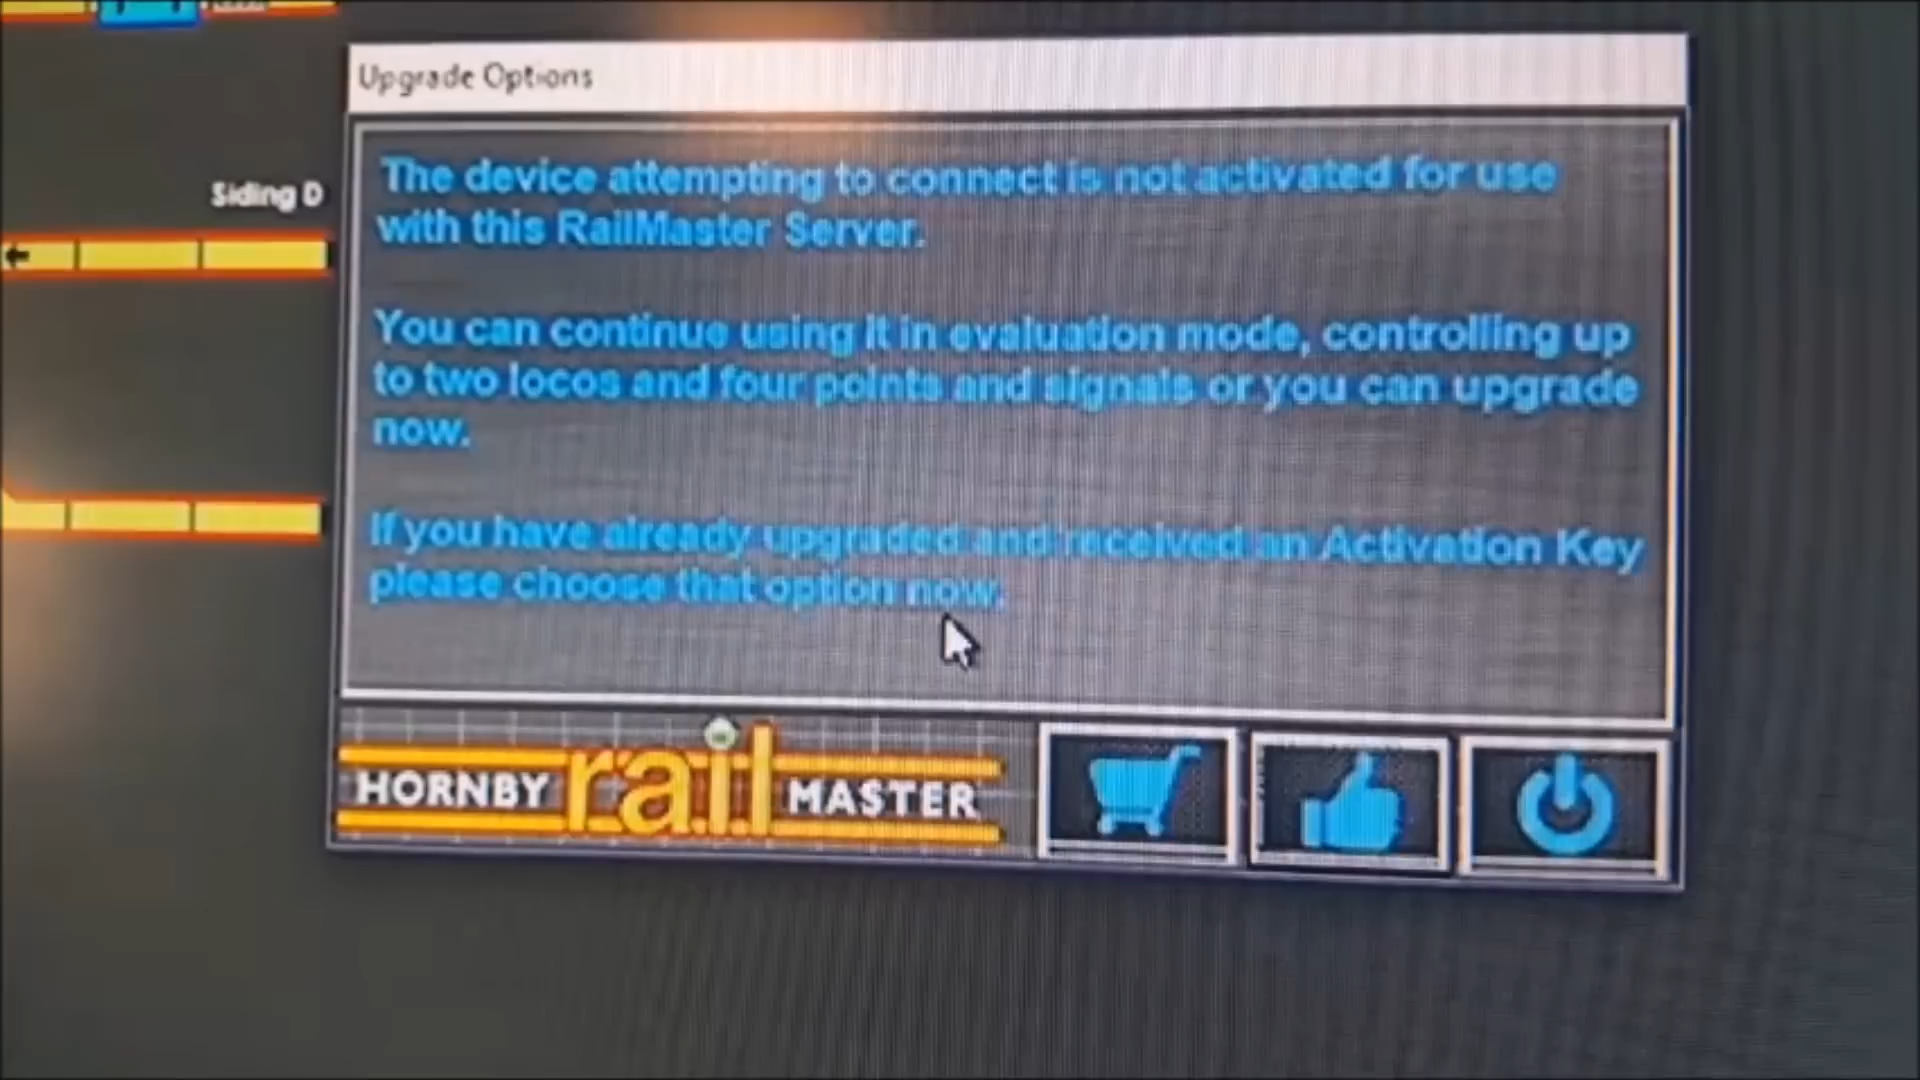 Upgrade Options
Siding D
The device attempting to connect is not activated for use
with this RailMaster Server.
You can continue using it in evaluation mode, controlling up
to two locos and four points and signals or you can upgrade
now.
If you have already upgraded and received an Activation Key
please choose that option now.
HORNBY rail MASTER